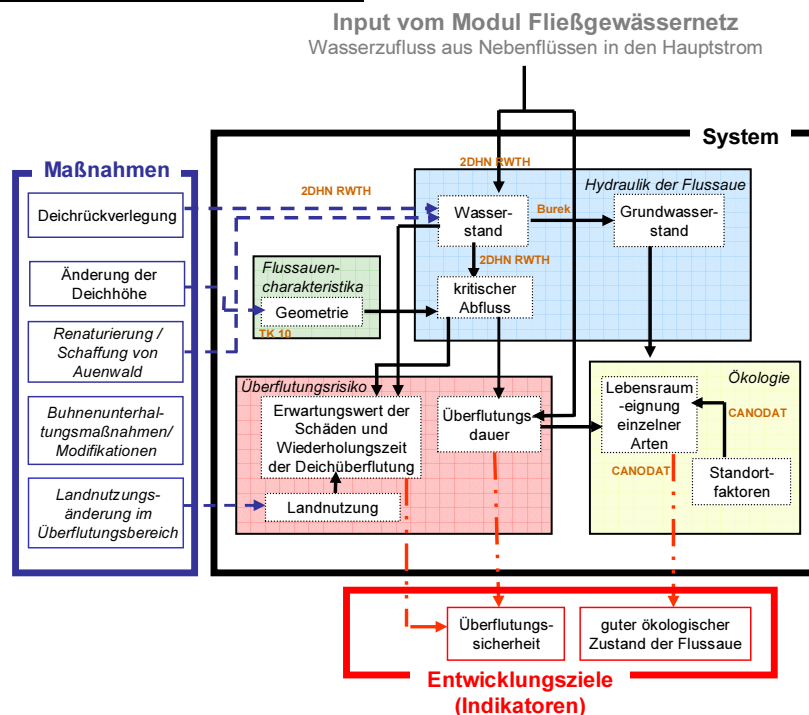 Input vom Modul Fließgewässernetz
Wasserzufluss aus Nebenflüssen in den Hauptstrom
System
Maßnahmen
Deichrückverlegung
Änderung der
Deichhöhe
Renaturierung /
Schaffung von
Auenwald
Buhnenunterhal-
tungsmaßnahmen/
Modifikationen
Landnutzungs-
änderung im
Überflutungsbereich
2DHN RWTH
2DHN RWTH
Hydraulik der Flussaue
Wasser-
stand
Burek
Grundwasser-
stand
2DHN RWTH
kritischer
Abfluss
Flussauen-
charakteristika
Geometrie
TK 10
Überflutungsrisiko
Erwartungswert der
Schäden und
Wiederholungszeit
der Deichüberflutung
Landnutzung
Überflutungs
dauer
Ökologie
Lebensraum
-eignung
einzelner
Arten
CANODAT
CANODAT
Standort-
faktoren
Überflutungs-
sicherheit
guter ökologischer
Zustand der Flussaue
Entwicklungsziele
(Indikatoren)